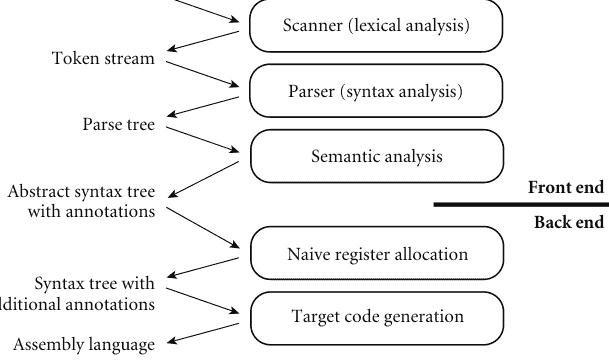 Scanner (lexical analysis)
Token stream
Parser (syntax analysis)
Parse tree
Semantic analysis
Abstract syntax tree
with annotations
Front end
Back end
Naive register allocation
Syntax tree with
annotations
Target code generation
Assembly language